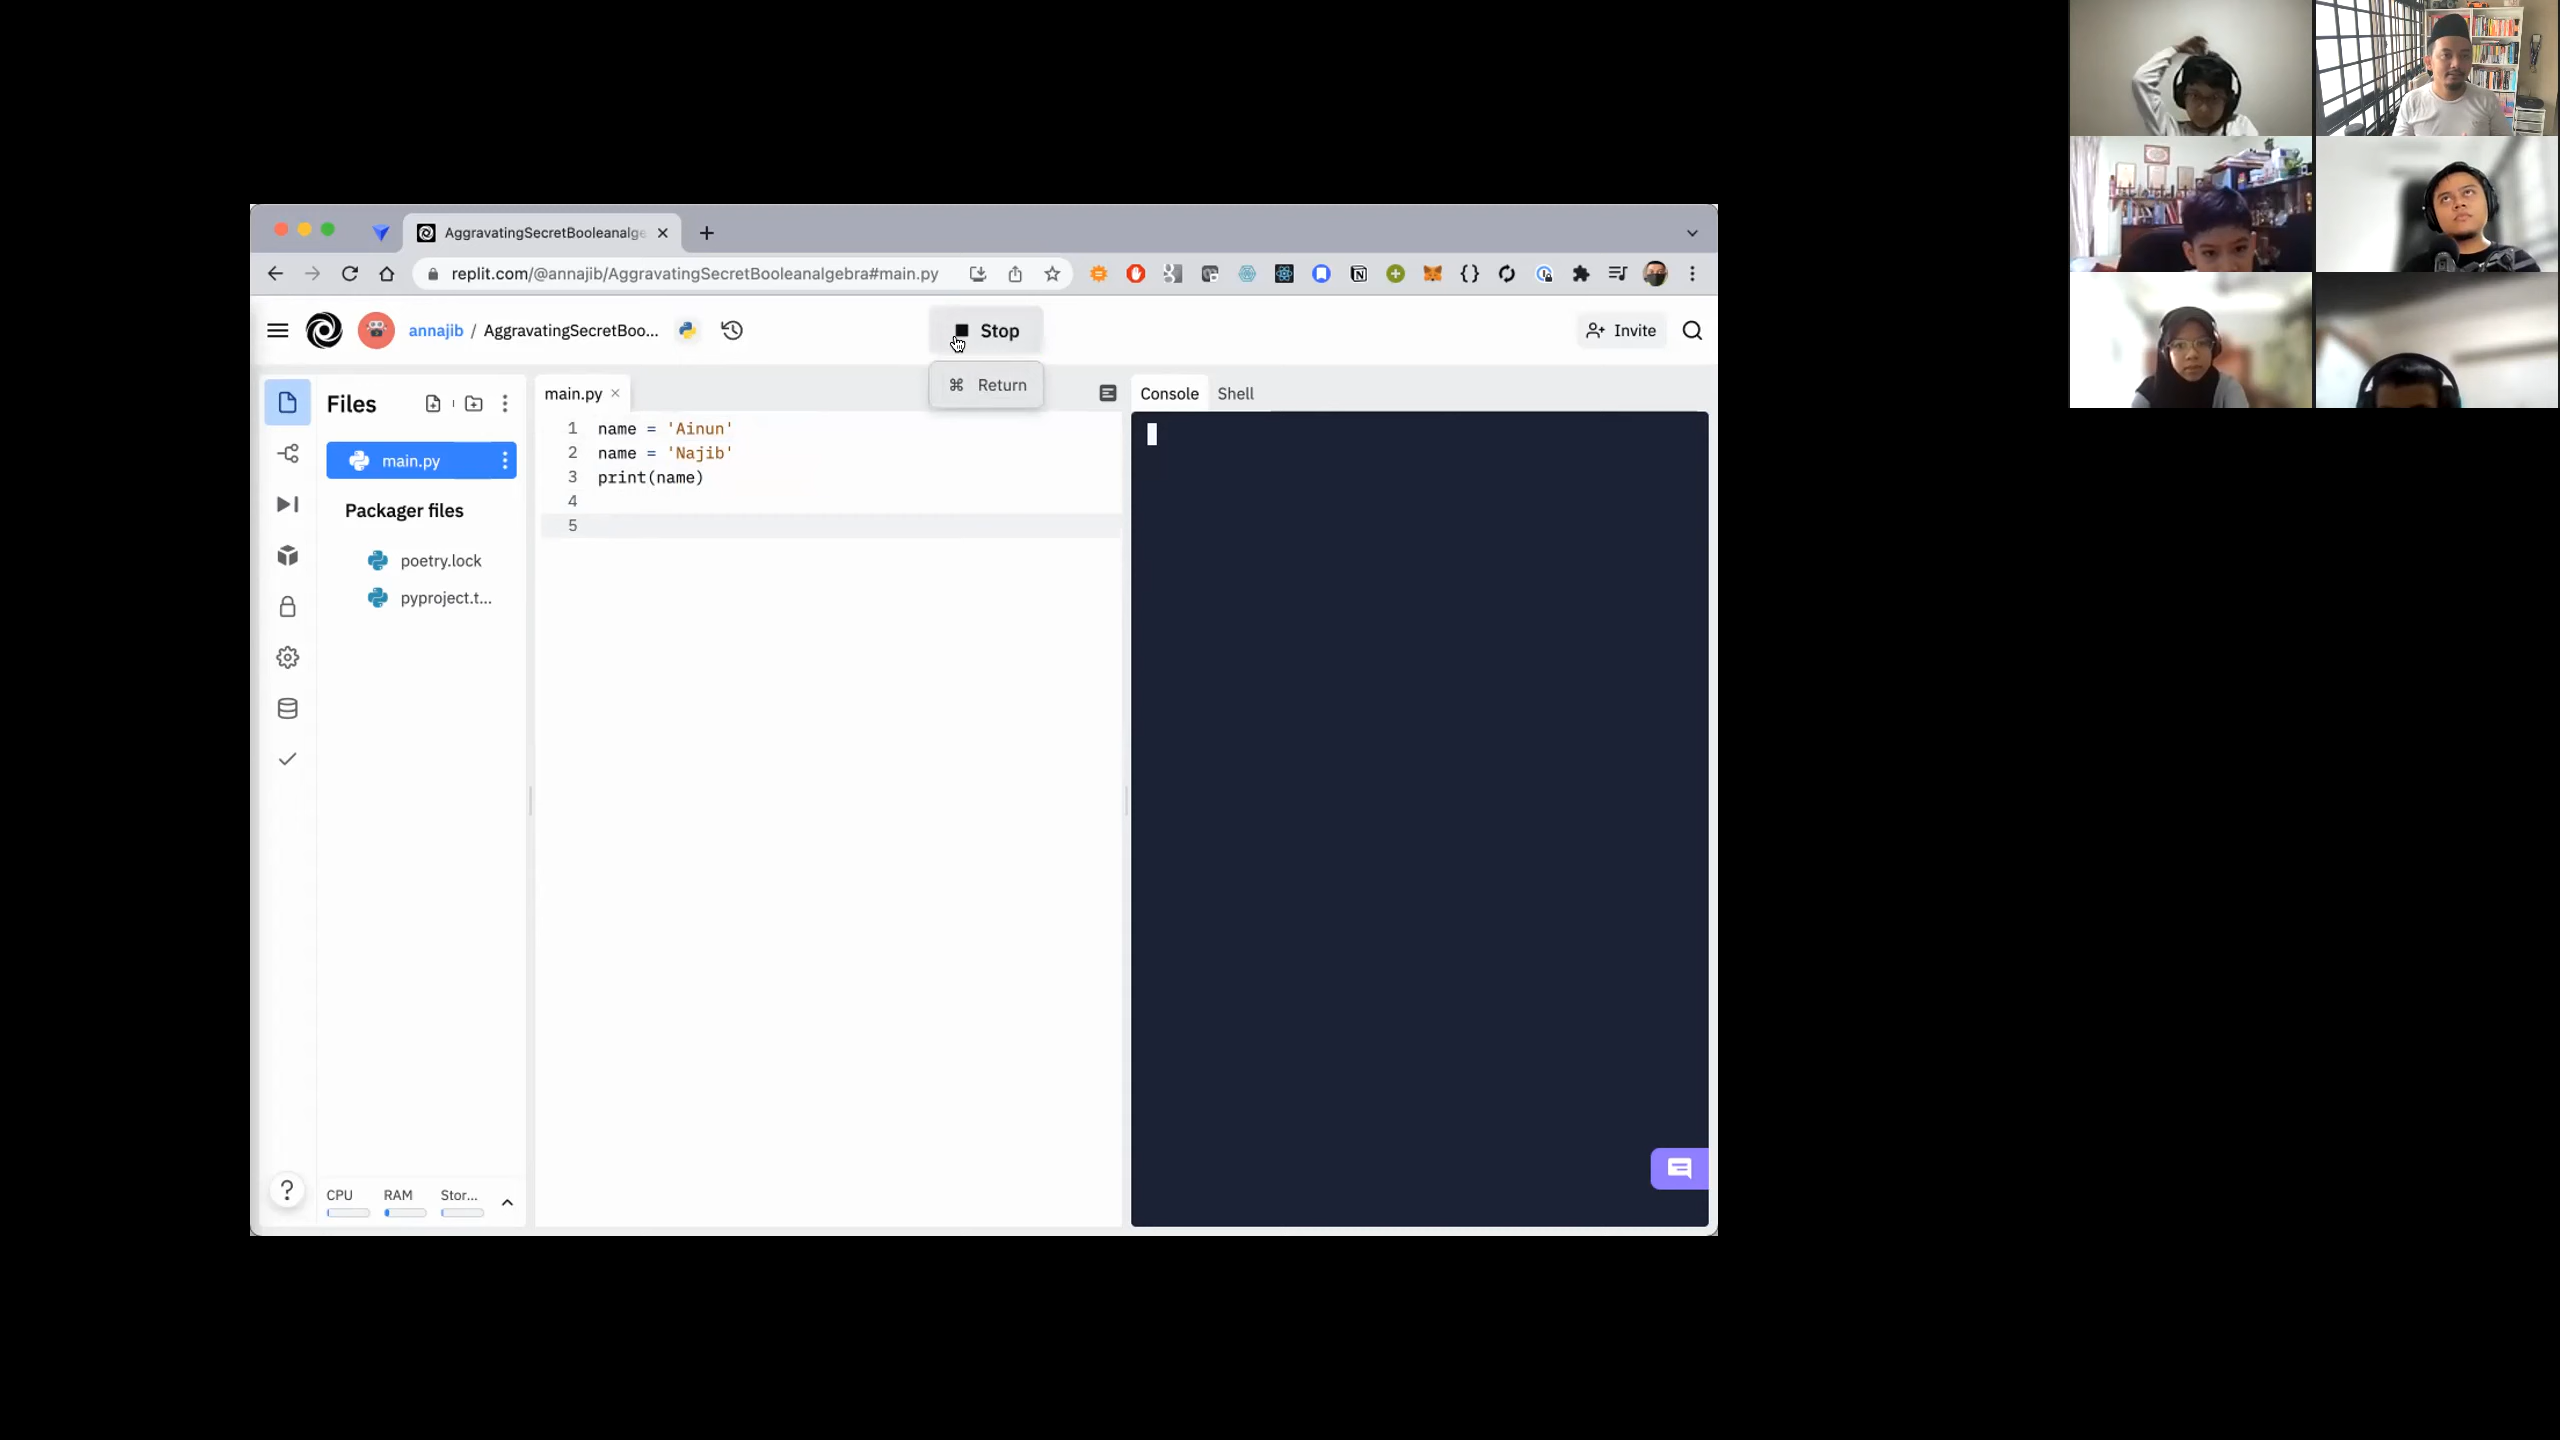 AggravatingSecretBooleanalge
replit.com/@annajib/AggravatingSecretBooleanalgebra#main.py
annajib / AggravatingSecretBoo...
Stop
Invite
⌘ Return
Files
main.py
Console
Shell
main.py
Packager files
poetry.lock
pyproject.t...
1 name = 'Ainun'
2 name = 'Najib'
3 print(name)
4
5
?
CPU
RAM
Stor...